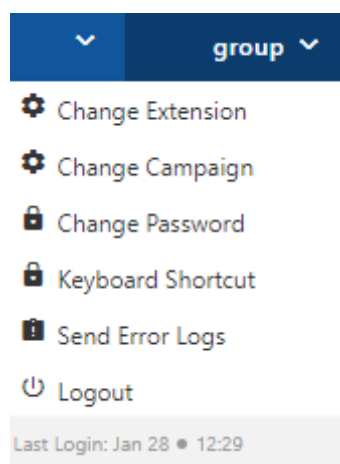 group
Change Extension
Change Campaign
Change Password
Keyboard Shortcut
Send Error Logs
Logout
Last Login: Jan 28 ● 12:29